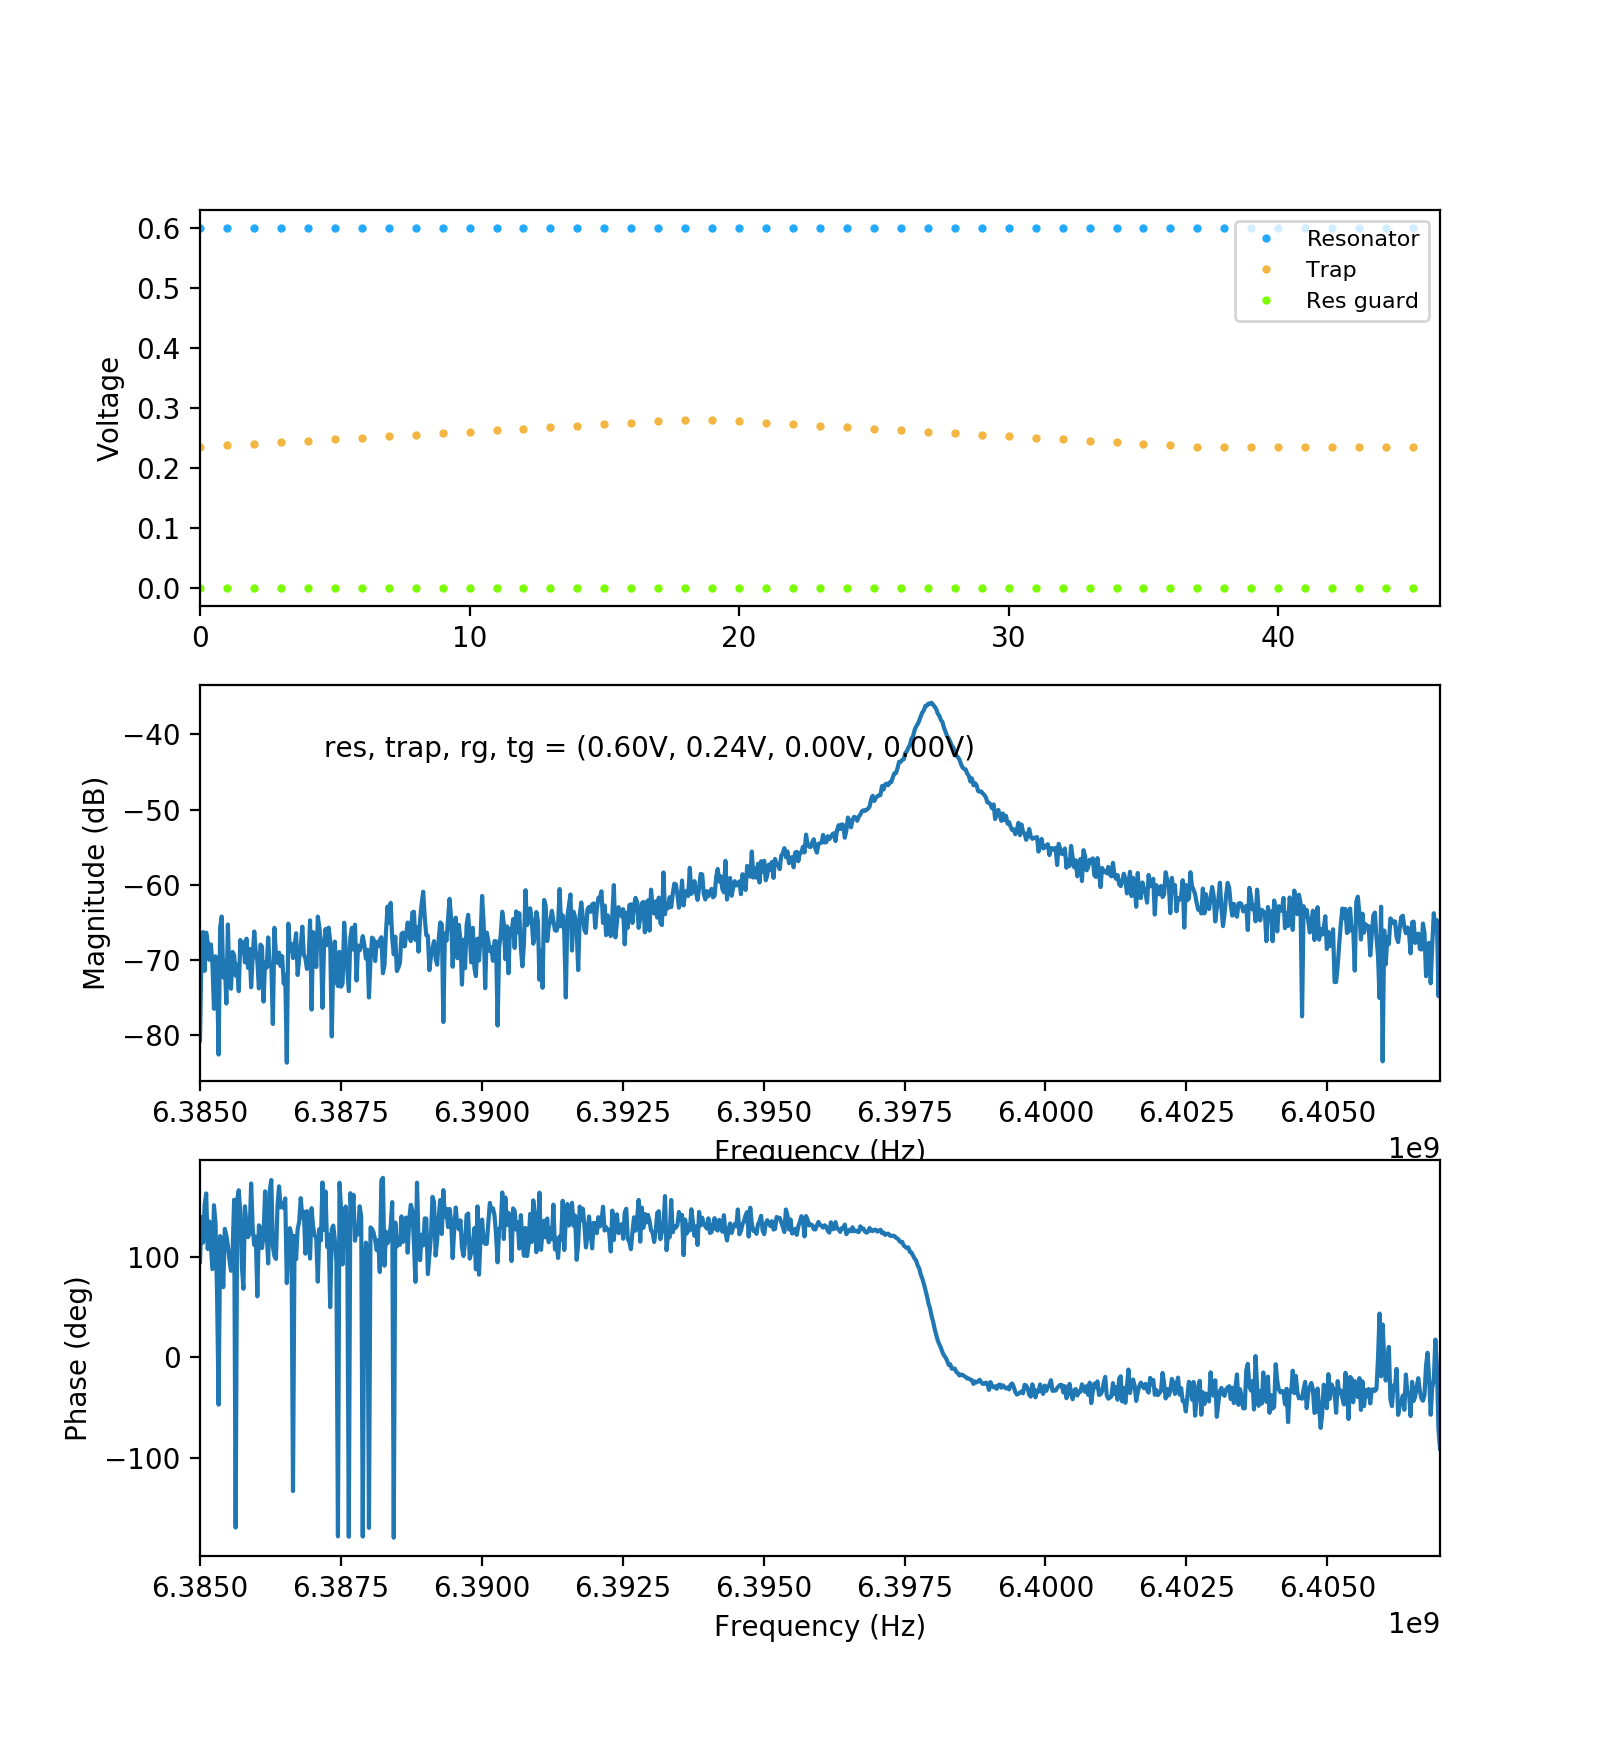 0.6
0.5
0.4
0.3
0.2
0.1
0.0
Voltage
Resonator
Trap
Res guard
0 10 20 30 40
−40
−50
−60
−70
−80
Magnitude (dB)
res, trap, rg, tg = (0.60V, 0.24V, 0.00V, 0.00V)
6.3850 6.3875 6.3900 6.3925 6.3950 6.3975 6.4000 6.4025 6.4050
Frequency (Hz)
1e9
100
0
−100
Phase (deg)
6.3850 6.3875 6.3900 6.3925 6.3950 6.3975 6.4000 6.4025 6.4050
Frequency (Hz)
1e9